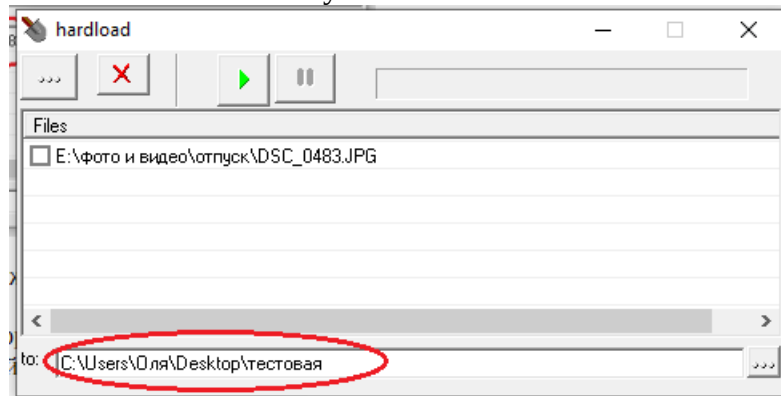 hardload
...
Files
E:\фото и видео\отпуск\DSC_0483.JPG
to: C:\Users\Оля\Desktop\тестовая
...